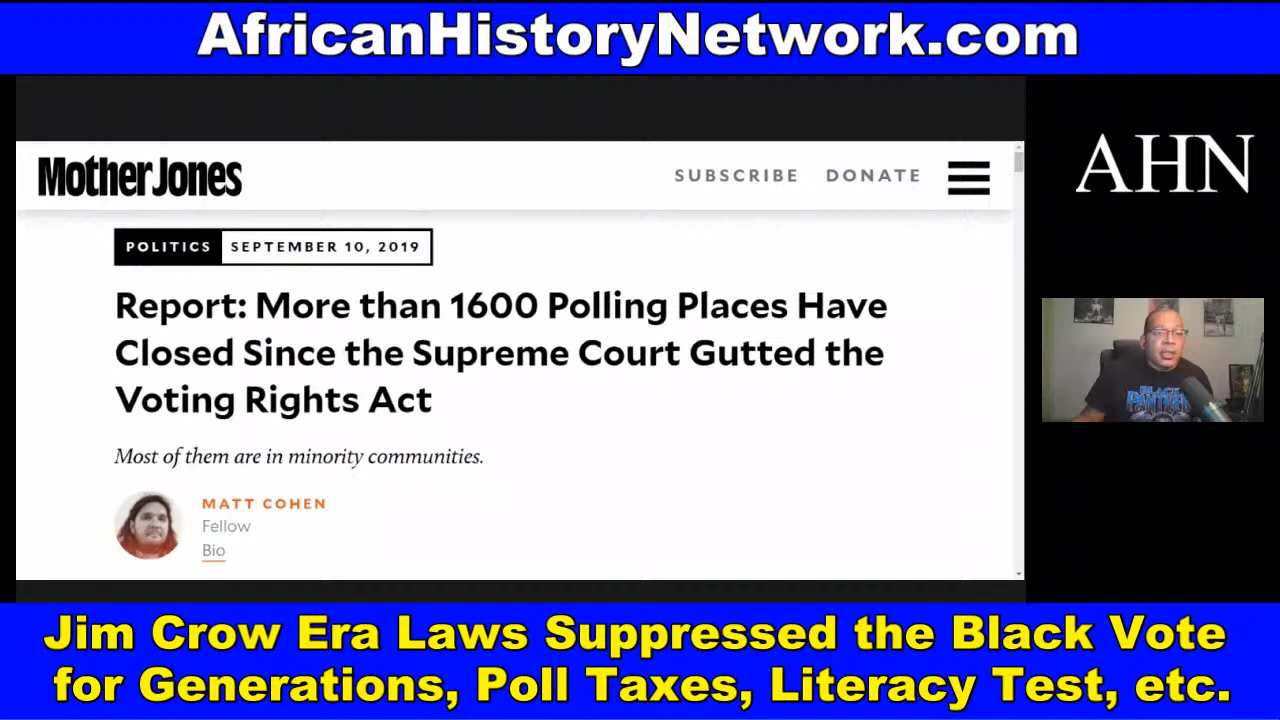 AfricanHistoryNetwork.com
Mother Jones
SUBSCRIBE DONATE
AHN
POLITICS SEPTEMBER 10, 2019
Report: More than 1600 Polling Places Have
Closed Since the Supreme Court Gutted the
Voting Rights Act
Most of them are in minority communities.
MATT COHEN
Fellow
Bio
BLACK
PANTHER
Jim Crow Era Laws Suppressed the Black Vote
for Generations, Poll Taxes, Literacy Test, etc.